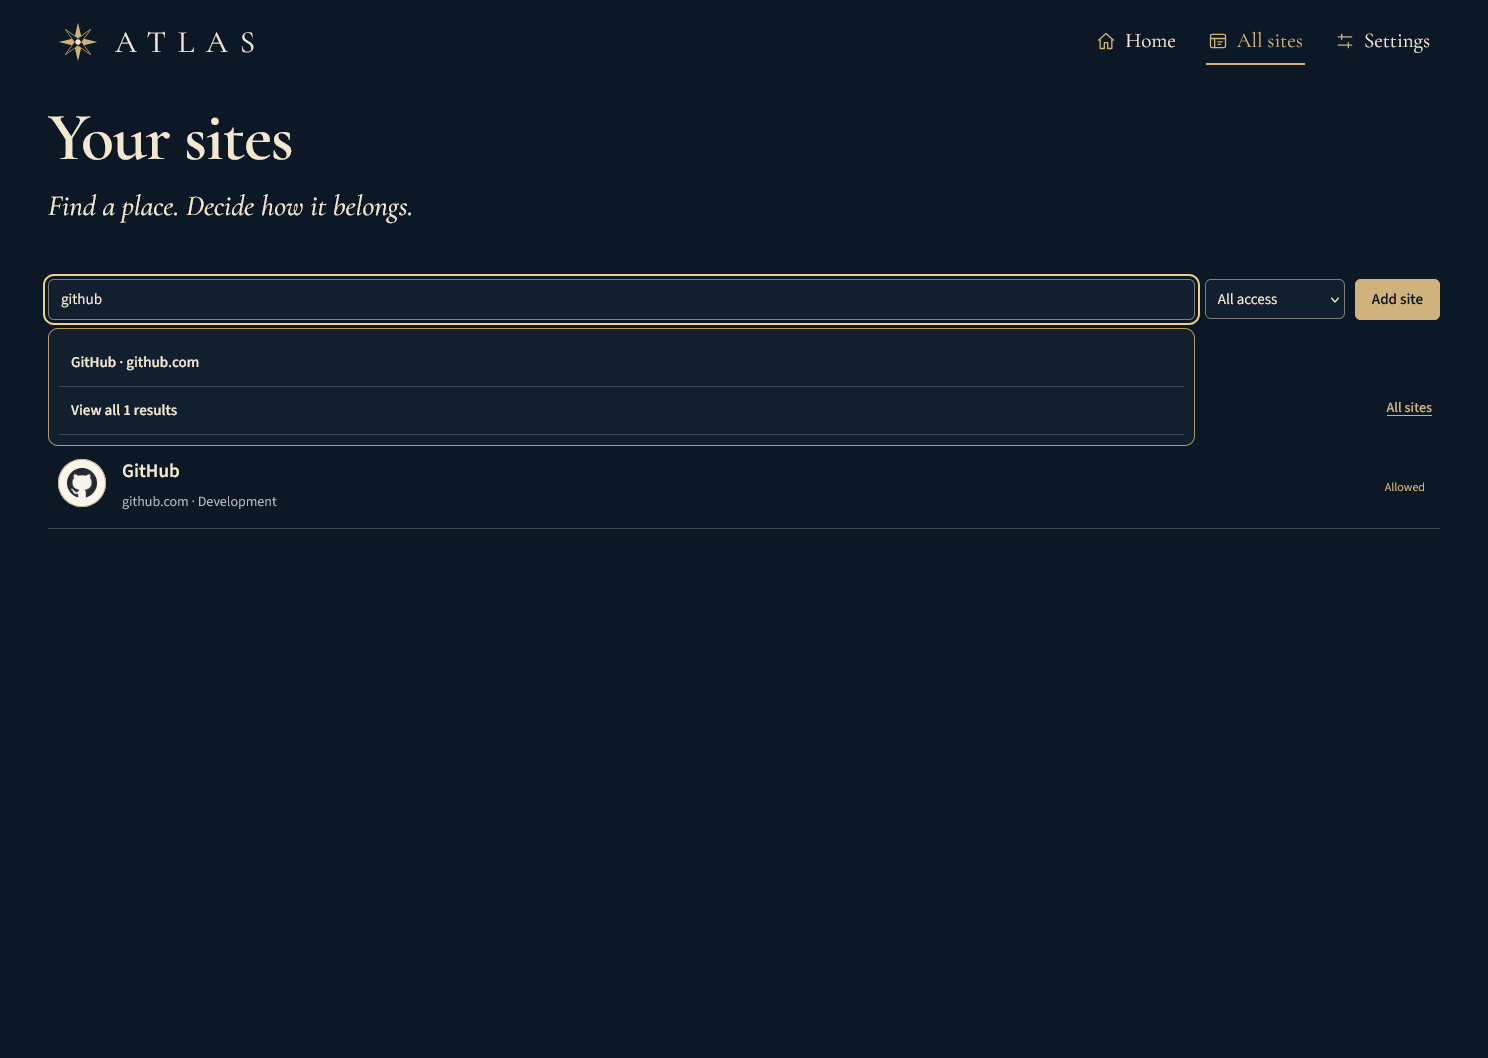 ATLAS
Home
All sites
Settings
Your sites
Find a place. Decide how it belongs.
github
All access
Add site
GitHub · github.com
View all 1 results
All sites
GitHub
github.com · Development
Allowed